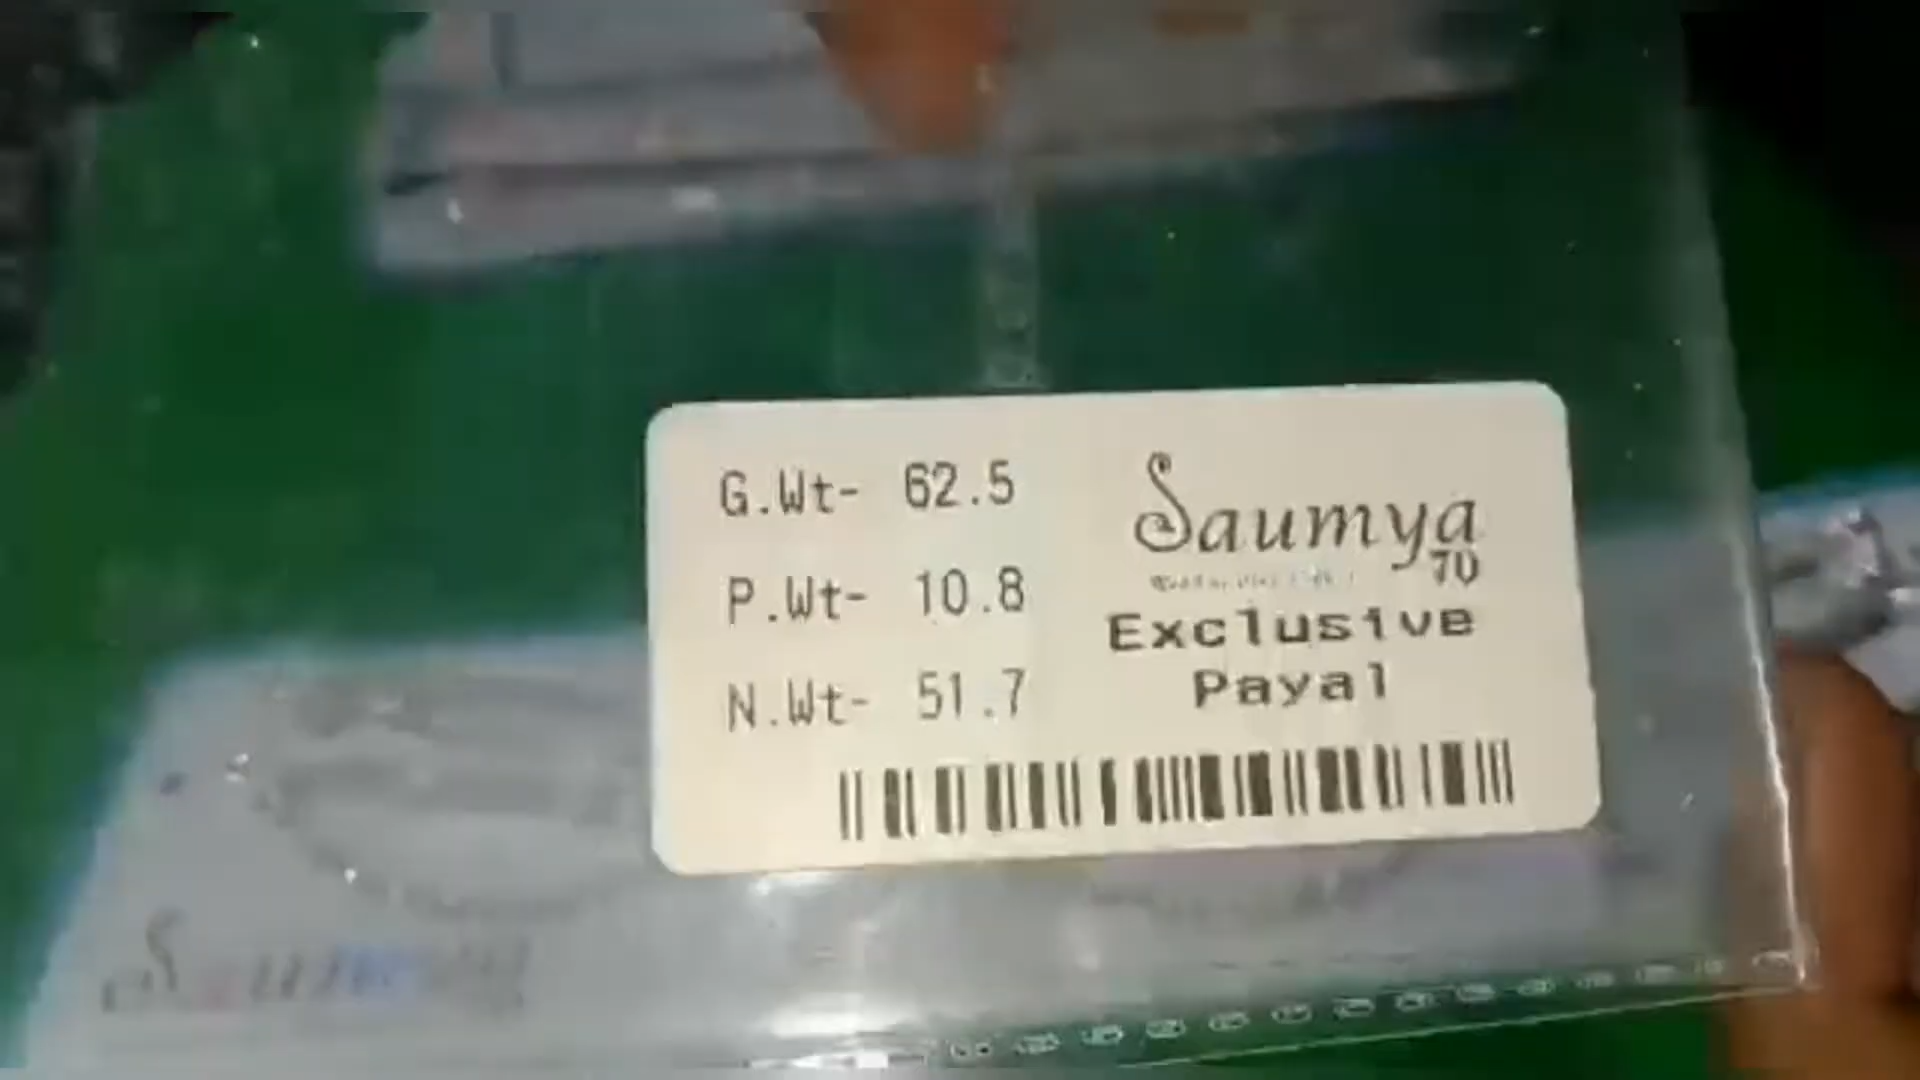 G.Wt- 62.5
P.Wt- 10.8
N.Wt- 51.7
Saumya
70
Exclusive
Payal